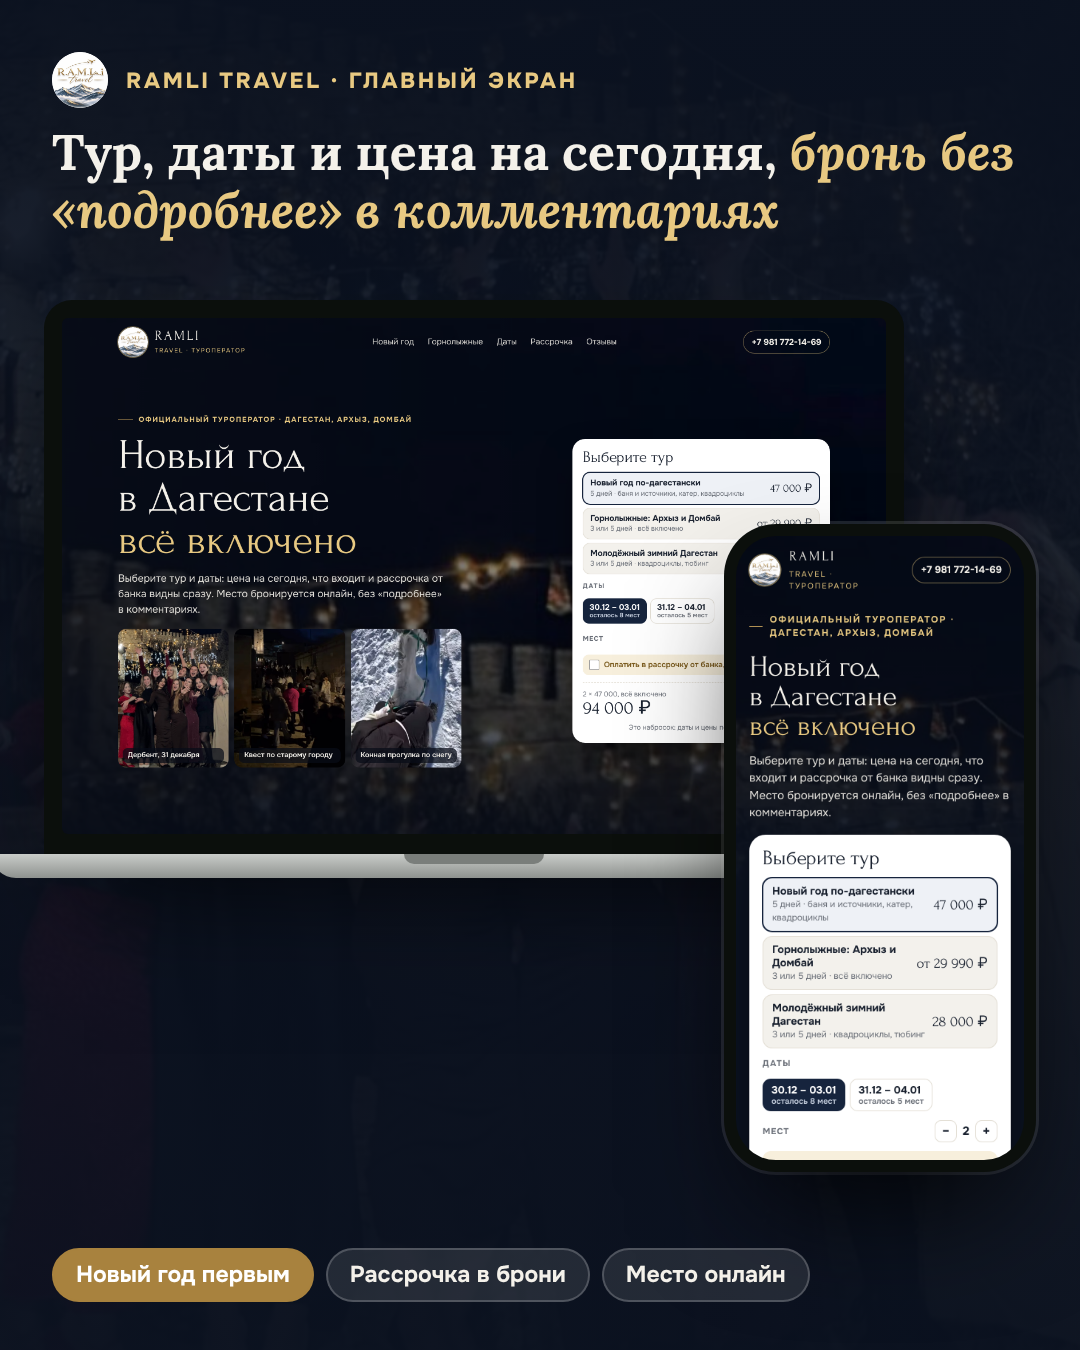 RAMLI TRAVEL · ГЛАВНЫЙ ЭКРАН
Тур, даты и цена на сегодня, бронь без
«подробнее» в комментариях
RAMLI
TRAVEL · ТУРОПЕРАТОР
Новый год Горнолыжные Даты Рассрочка Отзывы
+7 981 772-14-69
ОФИЦИАЛЬНЫЙ ТУРОПЕРАТОР · ДАГЕСТАН, АРХЫЗ, ДОМБАЙ
Новый год
в Дагестане
всё включено
Выберите тур и даты: цена на сегодня, что входит и рассрочка от
банка видны сразу. Место бронируется онлайн, без «подробнее»
в комментариях.
Дербент, 31 декабря
Квест по старому городу
Конная прогулка по снегу
Выберите тур
Новый год по-дагестански
5 дней · баня и источники, катер, квадроциклы
47 000 ₽
Горнолыжные: Архыз и Домбай
3 или 5 дней · всё включено
от 29 990 ₽
Молодёжный зимний Дагестан
3 или 5 дней · квадроциклы, тюбинг
ДАТЫ
30.12 – 03.01
осталось 8 мест
31.12 – 04.01
осталось 5 мест
МЕСТ
Оплатить в рассрочку от банка
2 × 47 000, всё включено
94 000 ₽
Это набросок: даты и цены
RAMLI
TRAVEL ·
ТУРОПЕРАТОР
+7 981 772-14-69
ОФИЦИАЛЬНЫЙ ТУРОПЕРАТОР ·
ДАГЕСТАН, АРХЫЗ, ДОМБАЙ
Новый год
в Дагестане
всё включено
Выберите тур и даты: цена на сегодня, что
входит и рассрочка от банка видны сразу.
Место бронируется онлайн, без «подробнее» в
комментариях.
Выберите тур
Новый год по-дагестански
5 дней · баня и источники, катер,
квадроциклы
47 000 ₽
Горнолыжные: Архыз и
Домбай
3 или 5 дней · всё включено
от 29 990 ₽
Молодёжный зимний
Дагестан
3 или 5 дней · квадроциклы, тюбинг
28 000 ₽
ДАТЫ
30.12 – 03.01
осталось 8 мест
31.12 – 04.01
осталось 5 мест
МЕСТ
− 2 +
Новый год первым
Рассрочка в брони
Место онлайн